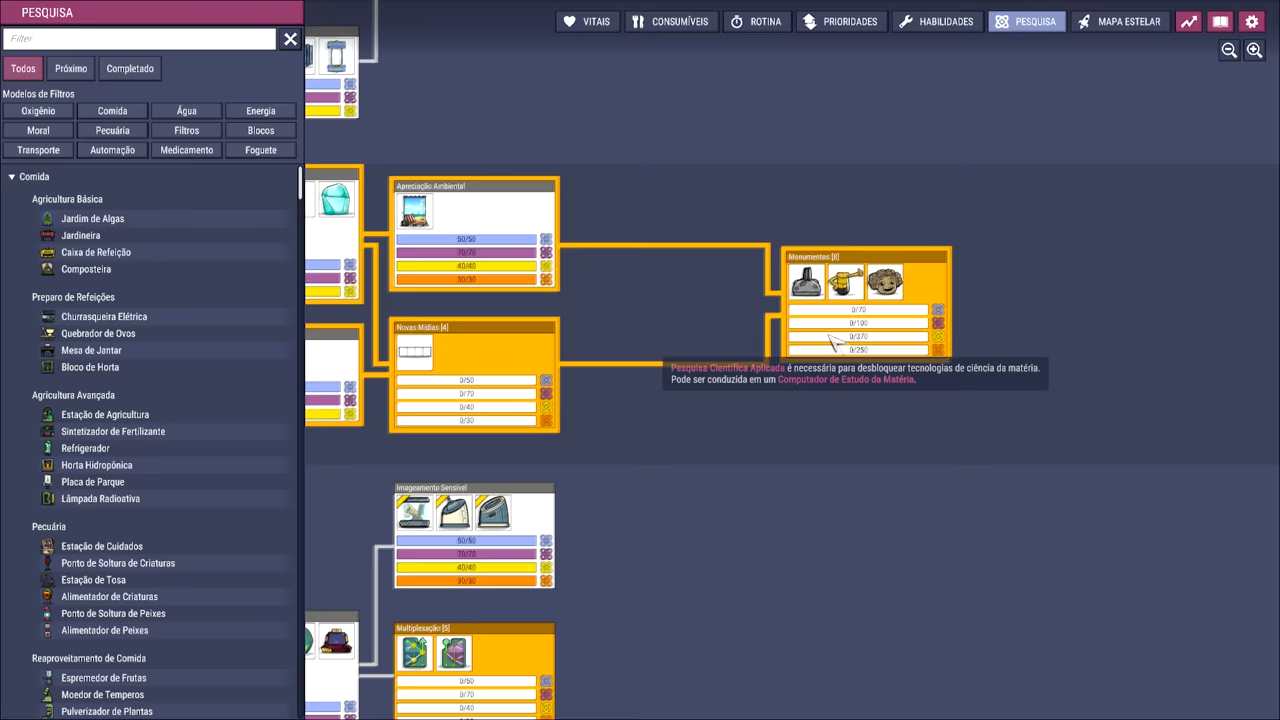 PESQUISA
VITAIS
CONSUMÍVEIS
ROTINA
PRIORIDADES
HABILIDADES
PESQUISA
MAPA ESTELAR
Filter
Todos
Próximo
Completado
Modelos de Filtros
Oxigênio
Comida
Água
Energia
Moral
Pecuária
Filtros
Blocos
Transporte
Automação
Medicamento
Foguete
Comida
Agricultura Básica
Jardim de Algas
Jardineira
Caixa de Refeição
Composteira
Preparo de Refeições
Churrasqueira Elétrica
Quebrador de Ovos
Mesa de Jantar
Bloco de Horta
Agricultura Avançada
Estação de Agricultura
Sintetizador de Fertilizante
Refrigerador
Horta Hidropônica
Placa de Parque
Lâmpada Radioativa
Pecuária
Estação de Cuidados
Ponto de Soltura de Criaturas
Estação de Tosa
Alimentador de Criaturas
Ponto de Soltura de Peixes
Alimentador de Peixes
Reaproveitamento de Comida
Espremedor de Frutas
Moedor de Temperos
Pulverizador de Plantas
Apreciação Ambiental
50/50
70/70
40/40
30/30
Novas Mídias [4]
0/50
0/70
0/40
0/30
Monumentos [8]
0/70
0/100
0/370
0/250
Pesquisa Científica Aplicada é necessária para desbloquear tecnologias de ciência da matéria.
Pode ser conduzida em um Computador de Estudo da Matéria.
Imageamento Sensível
50/50
70/70
40/40
30/30
Multiplexação [5]
0/50
0/70
0/40